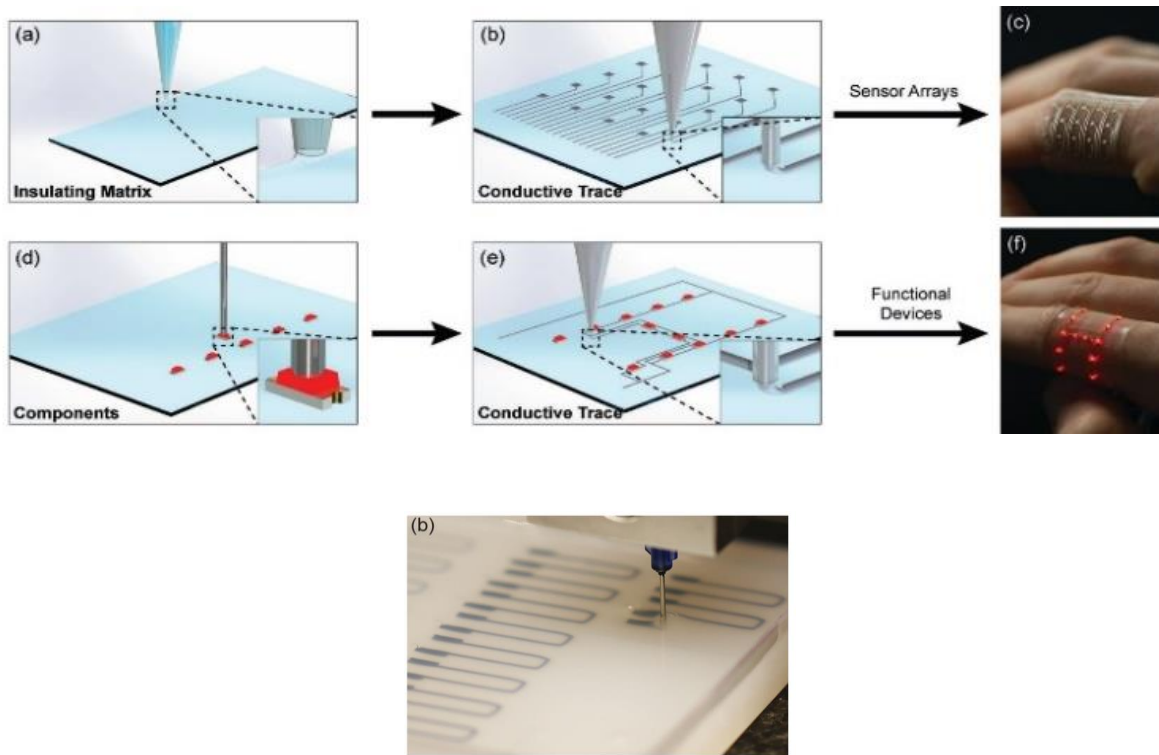 (a)
Insulating Matrix
(b)
Conductive Trace
Sensor Arrays
(c)
(d)
Components
(e)
Conductive Trace
Functional
Devices
(f)
(b)